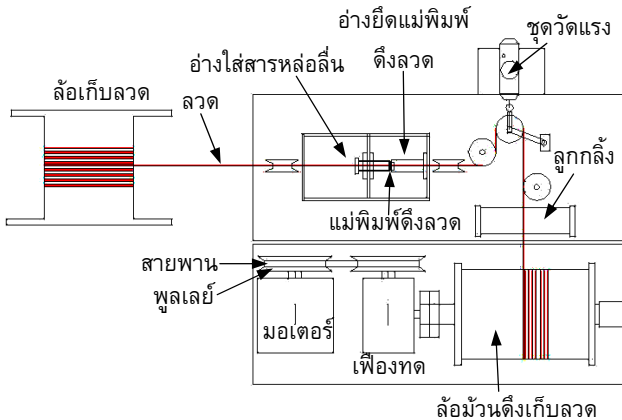 อ่างยึดแม่พิมพ์
ดึงลวด
ชุดวัดแรง
อ่างใส่สารหล่อลื่น
ล้อเก็บลวด
ลวด
ลูกกลิ้ง
แม่พิมพ์ดึงลวด
สายพาน
พูลเลย์
มอเตอร์
เฟืองทด
ล้อม้วนดึงเก็บลวด